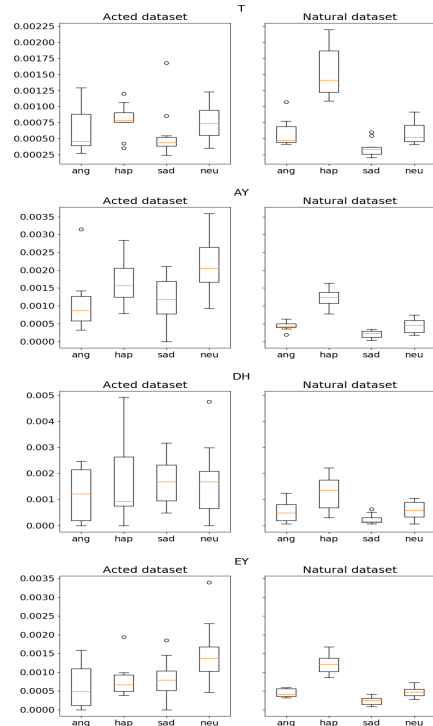 T
Acted dataset Natural dataset
0.00225
0.00200
0.00175
0.00150
0.00125
0.00100
0.00075
0.00050
0.00025
ang hap sad neu ang hap sad neu
AY
Acted dataset Natural dataset
0.0035
0.0030
0.0025
0.0020
0.0015
0.0010
0.0005
0.0000
ang hap sad neu ang hap sad neu
DH
Acted dataset Natural dataset
0.005
0.004
0.003
0.002
0.001
0.000
ang hap sad neu ang hap sad neu
EY
Acted dataset Natural dataset
0.0035
0.0030
0.0025
0.0020
0.0015
0.0010
0.0005
0.0000
ang hap sad neu ang hap sad neu